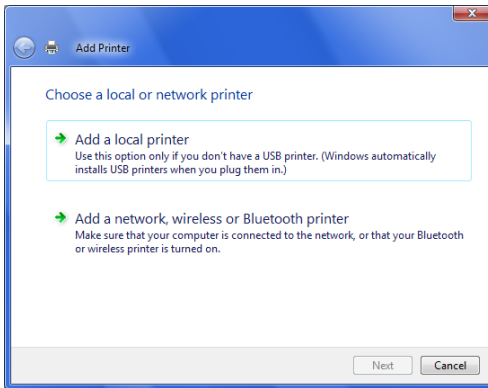 Add Printer
Choose a local or network printer
Add a local printer
Use this option only if you don't have a USB printer. (Windows automatically
installs USB printers when you plug them in.)
Add a network, wireless or Bluetooth printer
Make sure that your computer is connected to the network, or that your Bluetooth
or wireless printer is turned on.
Next
Cancel